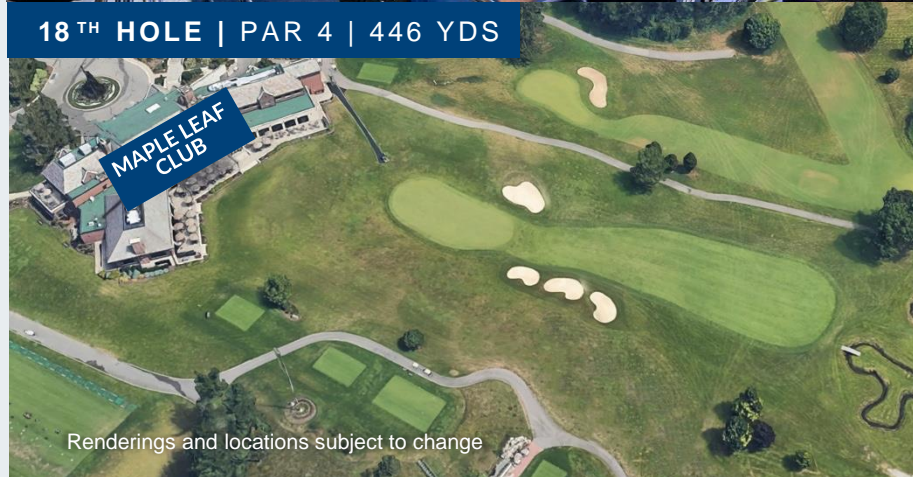 18TH HOLE | PAR 4 | 446 YDS
MAPLE LEAF
CLUB
Renderings and locations subject to change